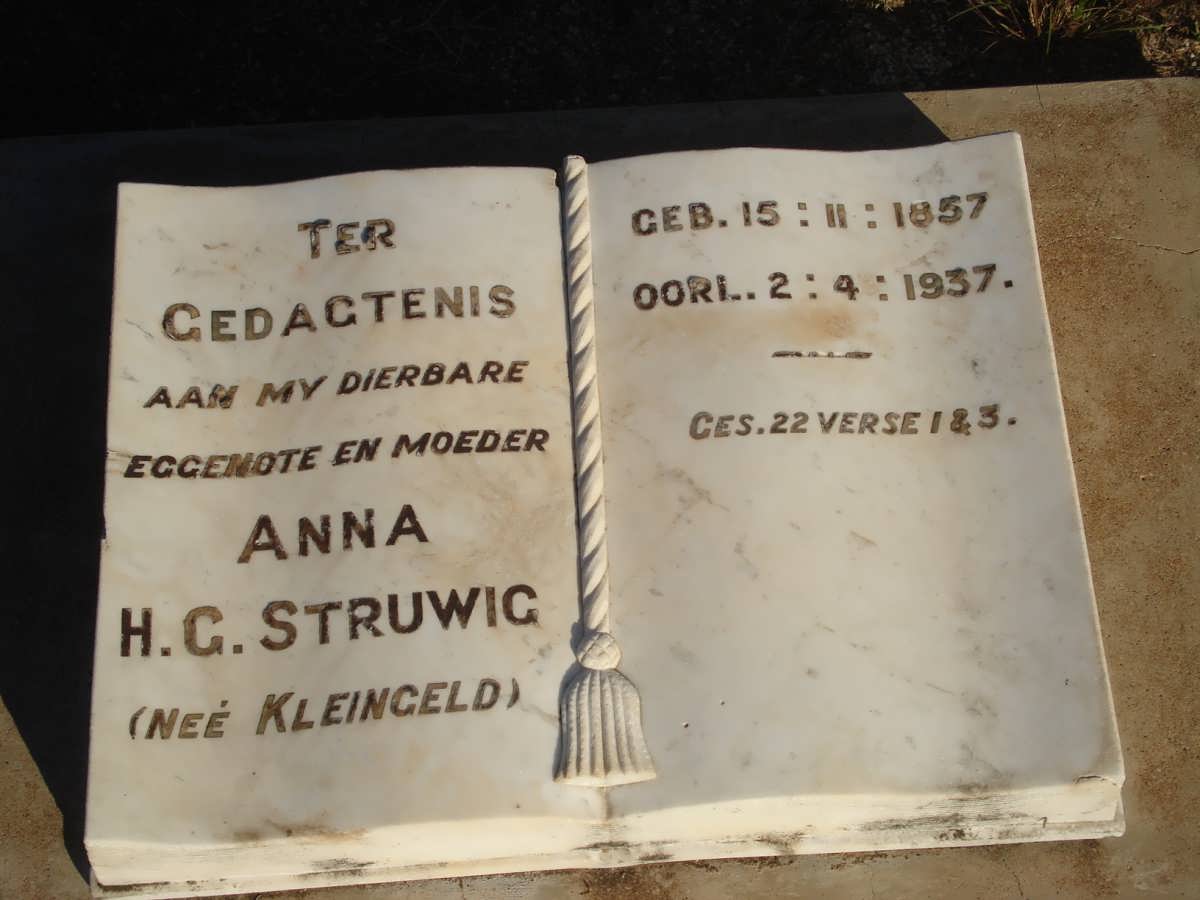 TER
GEDAGTENIS
AAN MY DIERBARE
EGGENOTE EN MOEDER
ANNA
H. G. STRUWIG
(NEÉ KLEINGELD)
GEB. 15 : 11 : 1857
OORL. 2 : 4 : 1937.
GES. 22 VERSE 1 & 3.